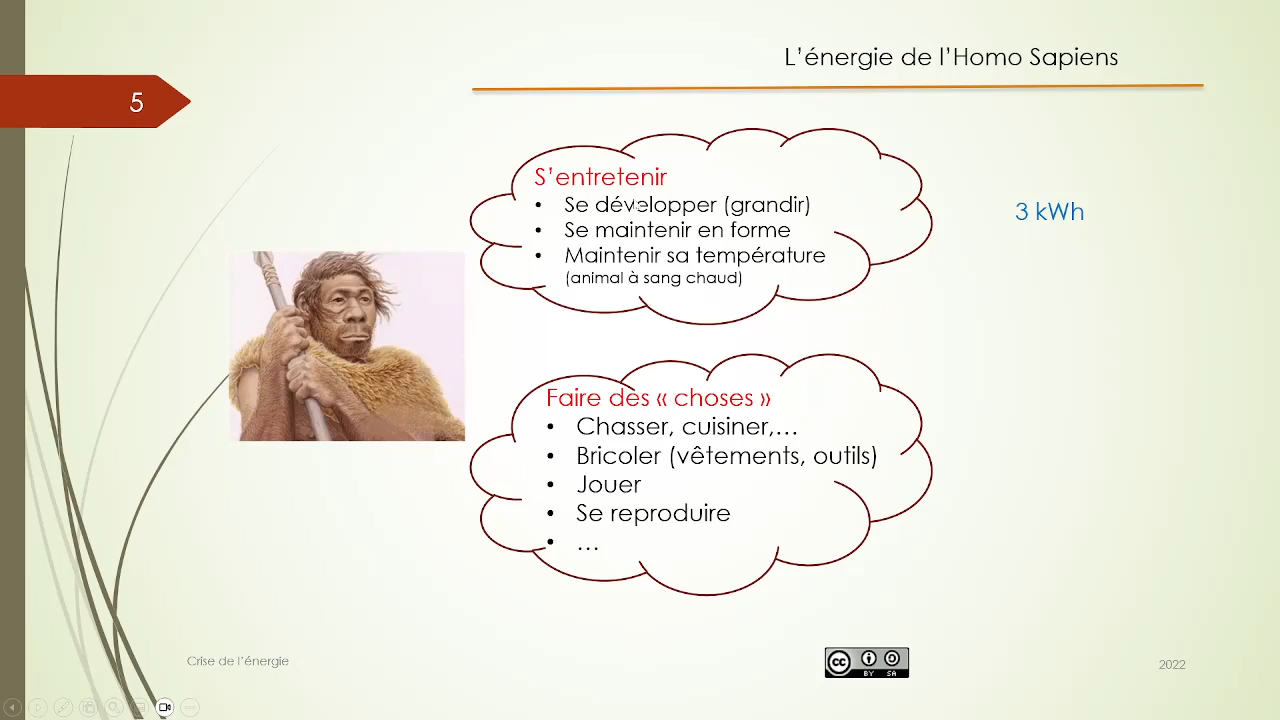 L'énergie de l'Homo Sapiens
5
S'entretenir
• Se développer (grandir)
• Se maintenir en forme
• Maintenir sa température
(animal à sang chaud)
3 kWh
Faire des « choses »
• Chasser, cuisiner,…
• Bricoler (vêtements, outils)
• Jouer
• Se reproduire
• …
Crise de l'énergie
cc BY SA
2022